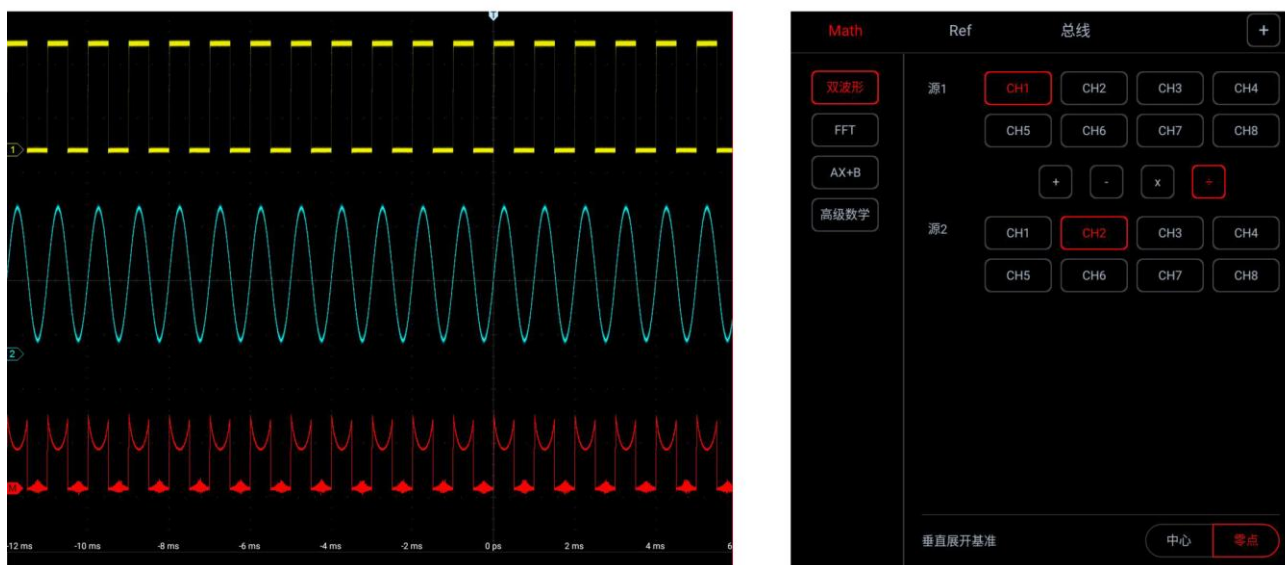 T
1
2
M
-12 ms -10 ms -8 ms -6 ms -4 ms -2 ms 0 ps 2 ms 4 ms 6
Math Ref 总线 +
双波形 源1 CH1 CH2 CH3 CH4
FFT CH5 CH6 CH7 CH8
AX+B + - x ÷
高级数学 源2 CH1 CH2 CH3 CH4
CH5 CH6 CH7 CH8
垂直展开基准 中心 零点